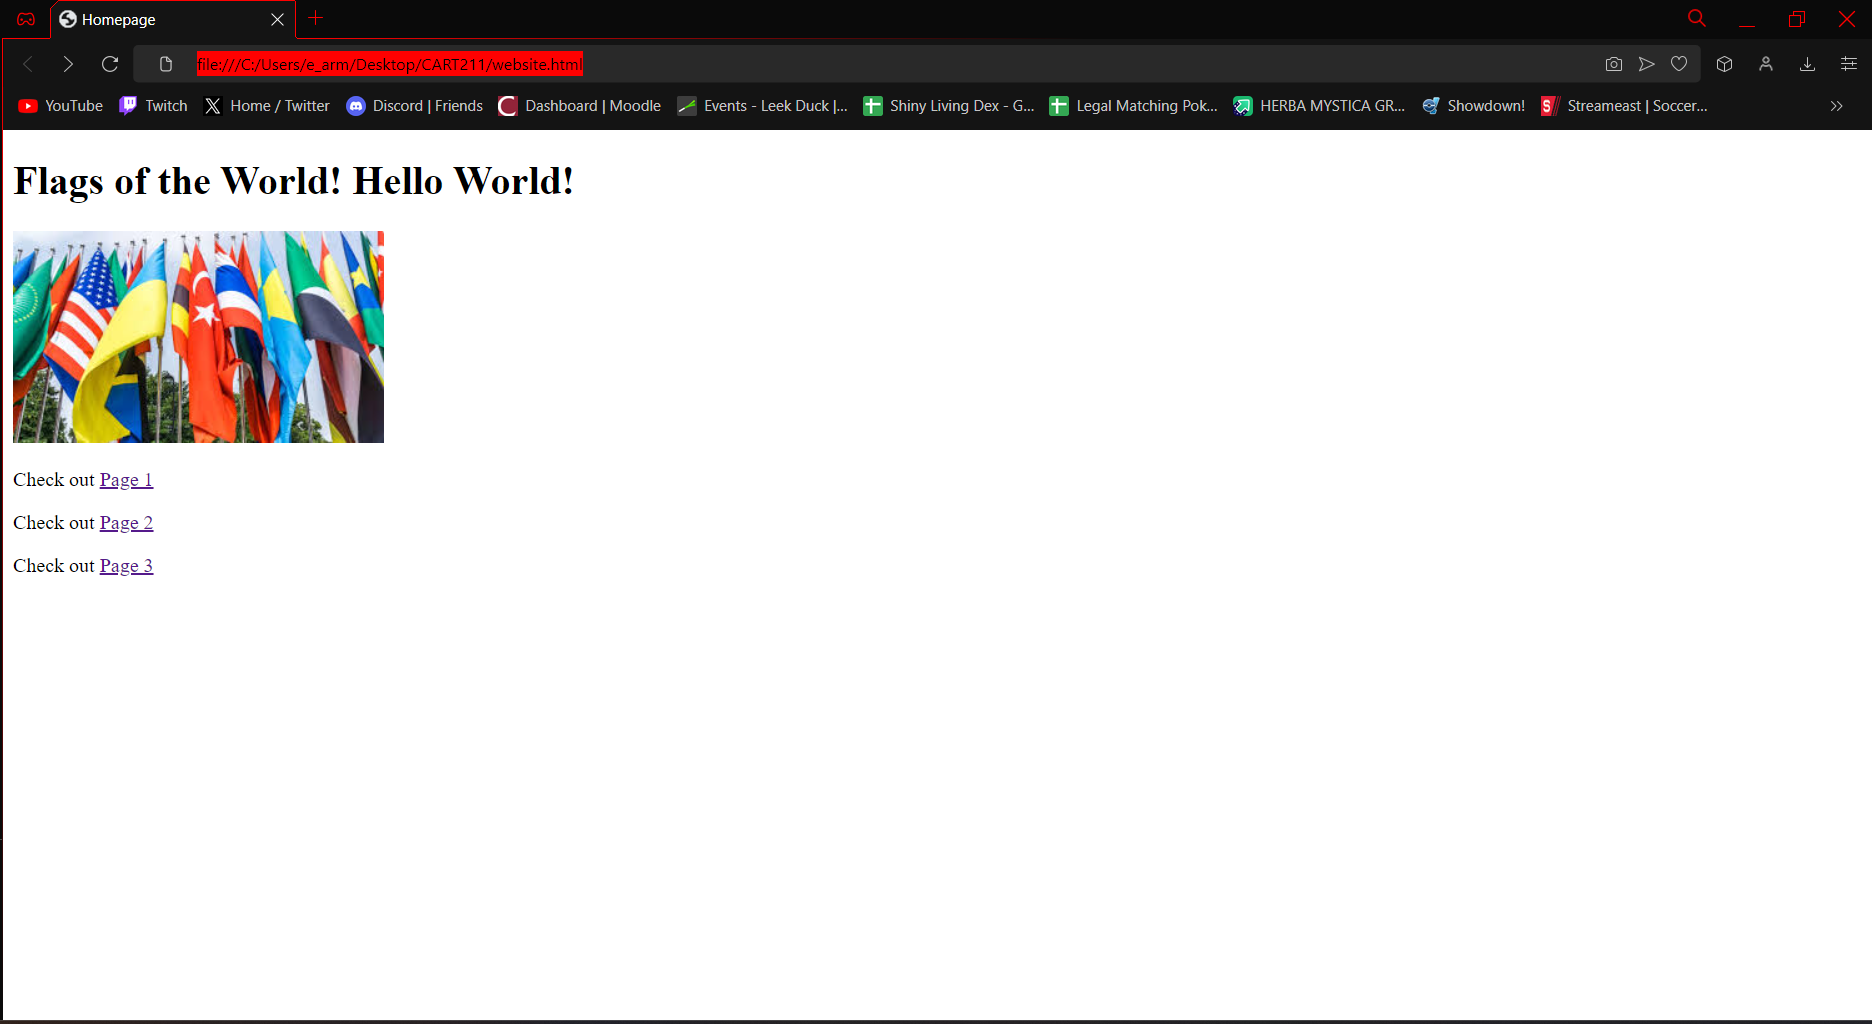 Homepage
file:///C:/Users/e_arm/Desktop/CART211/website.html
YouTube Twitch Home / Twitter Discord | Friends Dashboard | Moodle Events - Leek Duck |... Shiny Living Dex - G... Legal Matching Pok... HERBA MYSTICA GR... Showdown! Streameast | Soccer...
Flags of the World! Hello World!
Check out Page 1
Check out Page 2
Check out Page 3